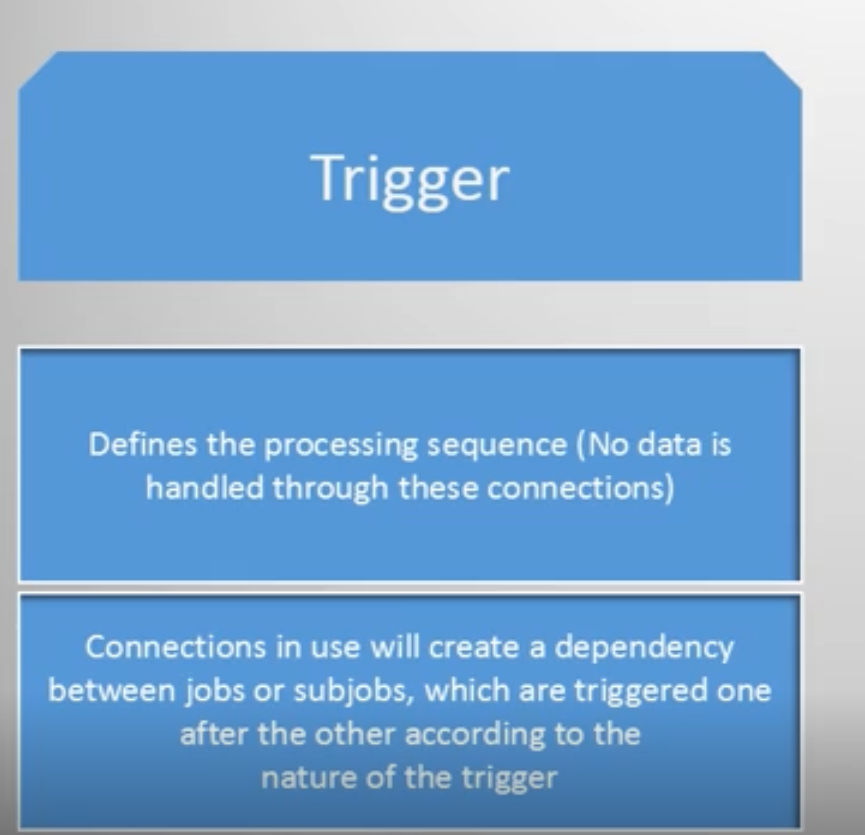 Trigger
Defines the processing sequence (No data is
handled through these connections)
Connections in use will create a dependency
between jobs or subjobs, which are triggered one
after the other according to the
nature of the trigger